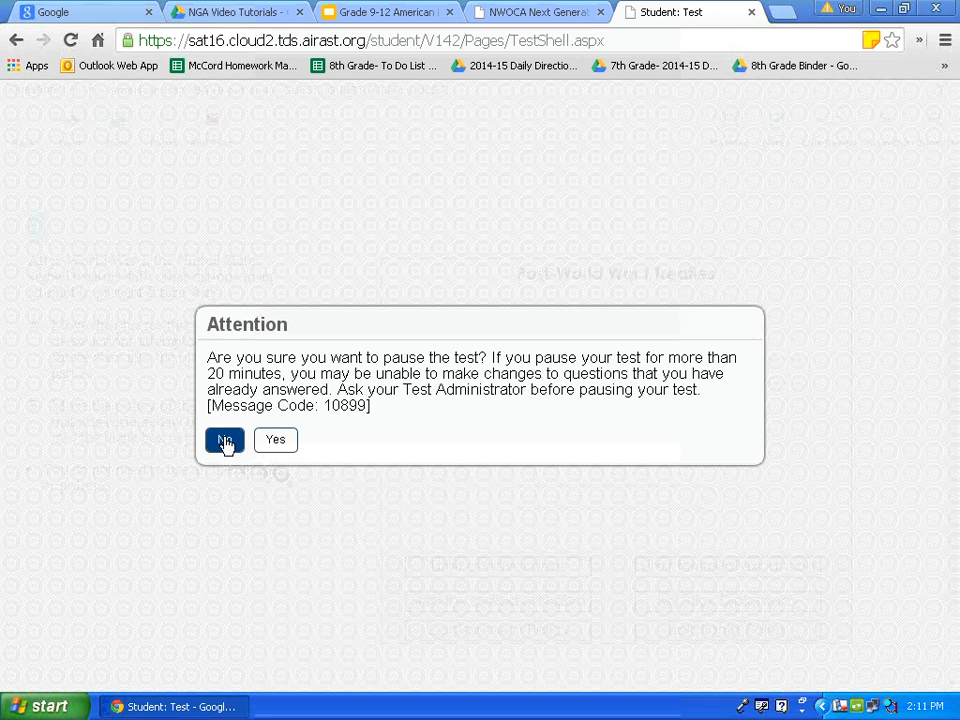 Google
NGA Video Tutorials -
Grade 9-12 American
NWOCA Next Generat
Student: Test
You
https://sat16.cloud2.tds.airast.org/student/V142/Pages/TestShell.aspx
Apps
Outlook Web App
McCord Homework Ma...
8th Grade- To Do List ...
2014-15 Daily Directio...
7th Grade- 2014-15 D...
8th Grade Binder - Go...
Post-World War I Treaties
Attention
Are you sure you want to pause the test? If you pause your test for more than
20 minutes, you may be unable to make changes to questions that you have
already answered. Ask your Test Administrator before pausing your test.
[Message Code: 10899]
No
Yes
start
Student: Test - Googl...
2:11 PM